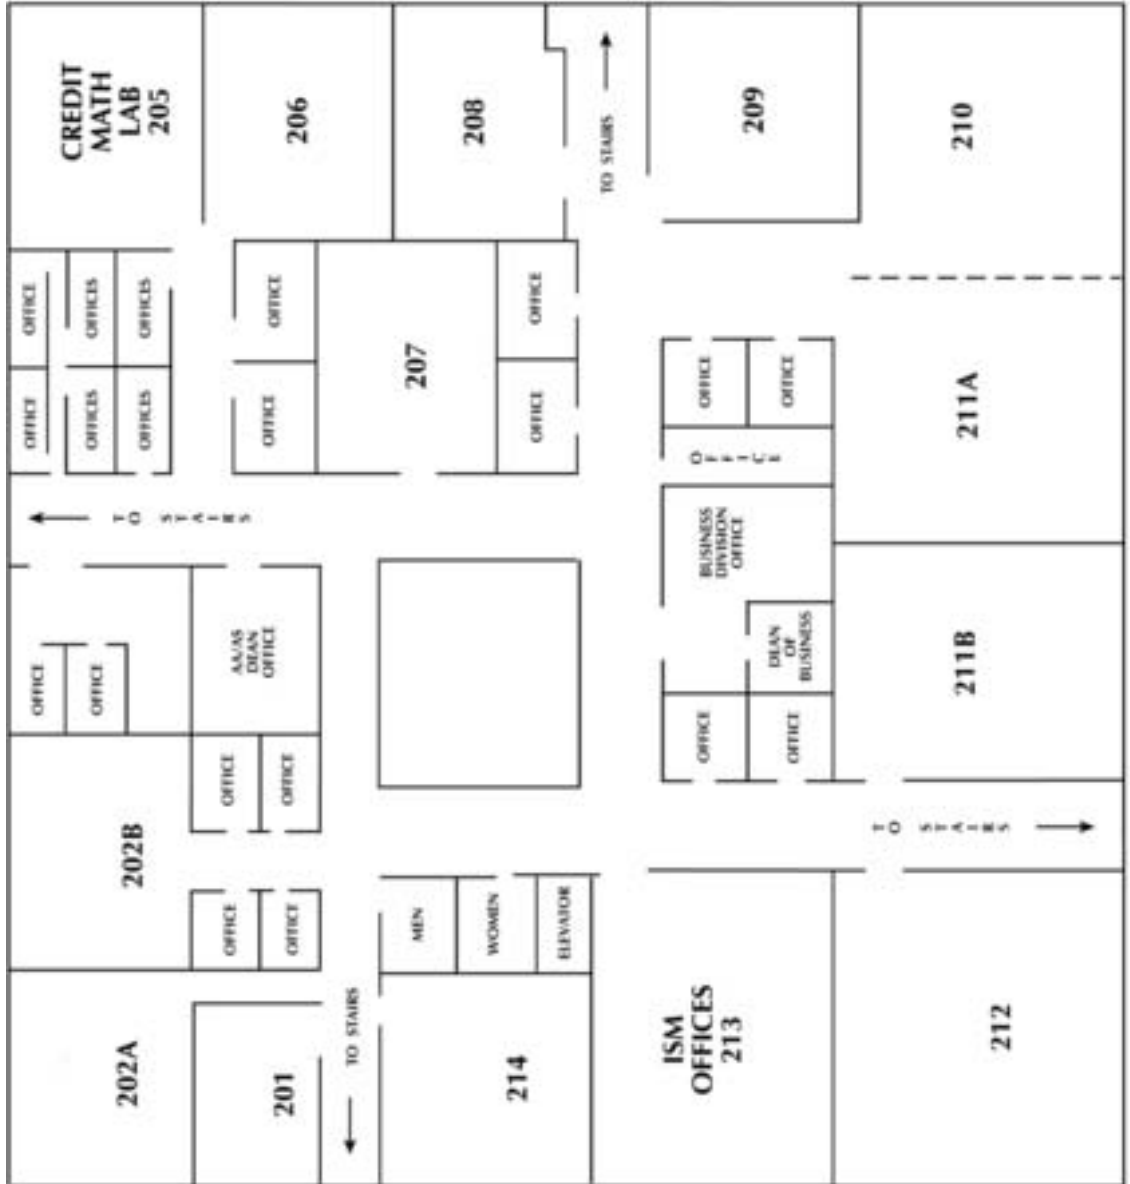 CREDIT
MATH
LAB
205
206
208
TO STAIRS
209
210
OFFICE
OFFICES
OFFICES
OFFICE
OFFICES
OFFICES
OFFICE
OFFICE
207
OFFICE
OFFICE
OFFICE
OFFICE
OFFICE
211A
TO STAIRS
BUSINESS
DIVISION
OFFICE
DEAN
OF
BUSINESS
211B
OFFICE
OFFICE
AA/AS
DEAN
OFFICE
OFFICE
OFFICE
OFFICE
OFFICE
202B
OFFICE
OFFICE
MEN
WOMEN
ELEVATOR
TO STAIRS
202A
201
TO STAIRS
214
ISM
OFFICES
213
212